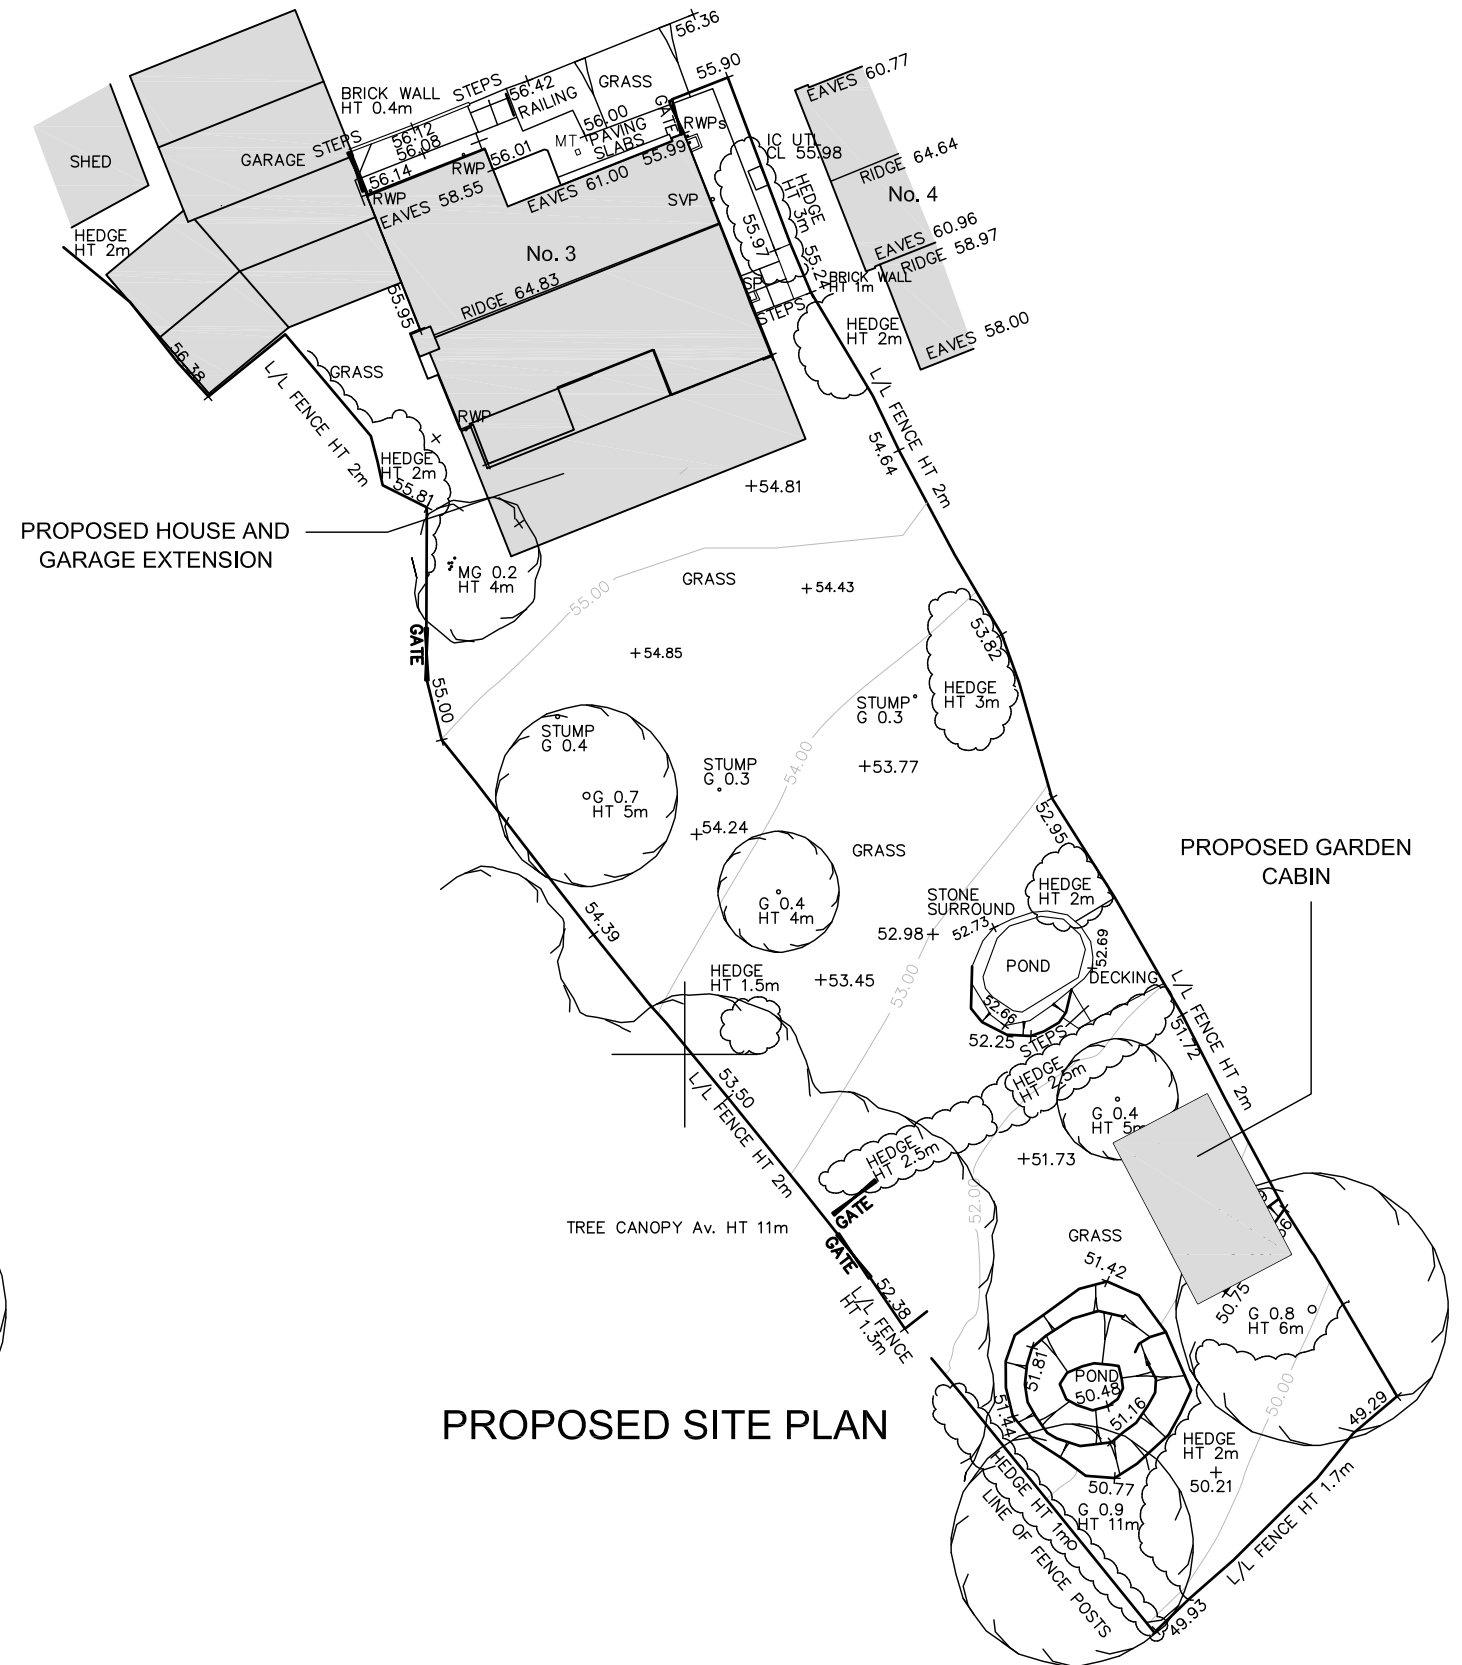 56.36
55.90
BRICK WALL
HT 0.4m
STEPS
56.42
RAILING
GRASS
EAVES 60.77
SHED
GARAGE
STEPS
56.12
56.08
56.14
RWP
RWP
56.01
MT
56.00
PAVING
SLABS
GATE
RWPs
55.99
IC UTL
CL 55.98
RIDGE 64.64
No. 4
EAVES 58.55
EAVES 61.00
SVP
HEDGE
HT 3m
55.97
55.24
EAVES 60.96
RIDGE 58.97
HEDGE
HT 2m
No. 3
RIDGE 64.83
55.95
BRICK WALL
HT 1m
STEPS
HEDGE
HT 2m
EAVES 58.00
56.38
GRASS
L/L FENCE HT 2m
L/L FENCE HT 2m
RWP
HEDGE
HT 2m
55.81
54.64
+54.81
PROPOSED HOUSE AND
GARAGE EXTENSION
MG 0.2
HT 4m
GRASS
55.00
+54.43
GATE
+54.85
53.82
55.00
HEDGE
HT 3m
STUMP
G 0.3
STUMP
G 0.4
STUMP
G 0.3
54.00
+53.77
G 0.7
HT 5m
+54.24
52.95
GRASS
PROPOSED GARDEN
CABIN
G 0.4
HT 4m
HEDGE
HT 2m
STONE
SURROUND
54.39
52.98+
52.73
52.69
POND
DECKING
HEDGE
HT 1.5m
+53.45
53.00
52.66
52.25
STEPS
L/L FENCE HT 2m
51.72
HEDGE
HT 2.5m
53.50
L/L FENCE HT 2m
G 0.4
HT 5m
HEDGE
HT 2.5m
+51.73
52.00
GATE
TREE CANOPY Av. HT 11m
GATE
GRASS
51.42
52.38
L/L FENCE
HT 1.3m
50.75
G 0.8
HT 6m
51.81
POND
50.48
51.16
50.00
49.29
PROPOSED SITE PLAN
51.44
HEDGE
HT 2m
+
50.21
50.77
G 0.9
HT 11m
HEDGE HT 1m
LINE OF FENCE POSTS
L/L FENCE HT 1.7m
49.93